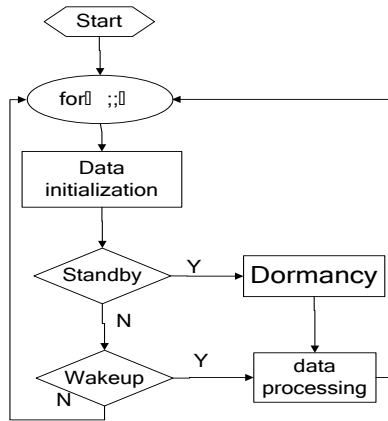 Start
for▯ ;;▯
Data
initialization
Standby
Y
Dormancy
N
Wakeup
Y
data
processing
N